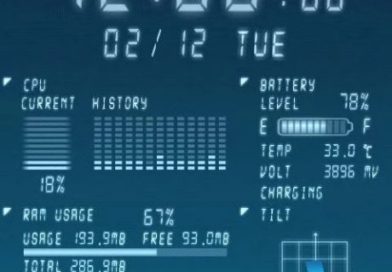 02/12 TUE
CPU
CURRENT HISTORY
18%
BATTERY
LEVEL 78%
E F
TEMP 33.0 ℃
VOLT 3896 mV
CHARGING
RAM USAGE 67%
USAGE 193.9MB FREE 93.0MB
TOTAL 286.9MB
TILT